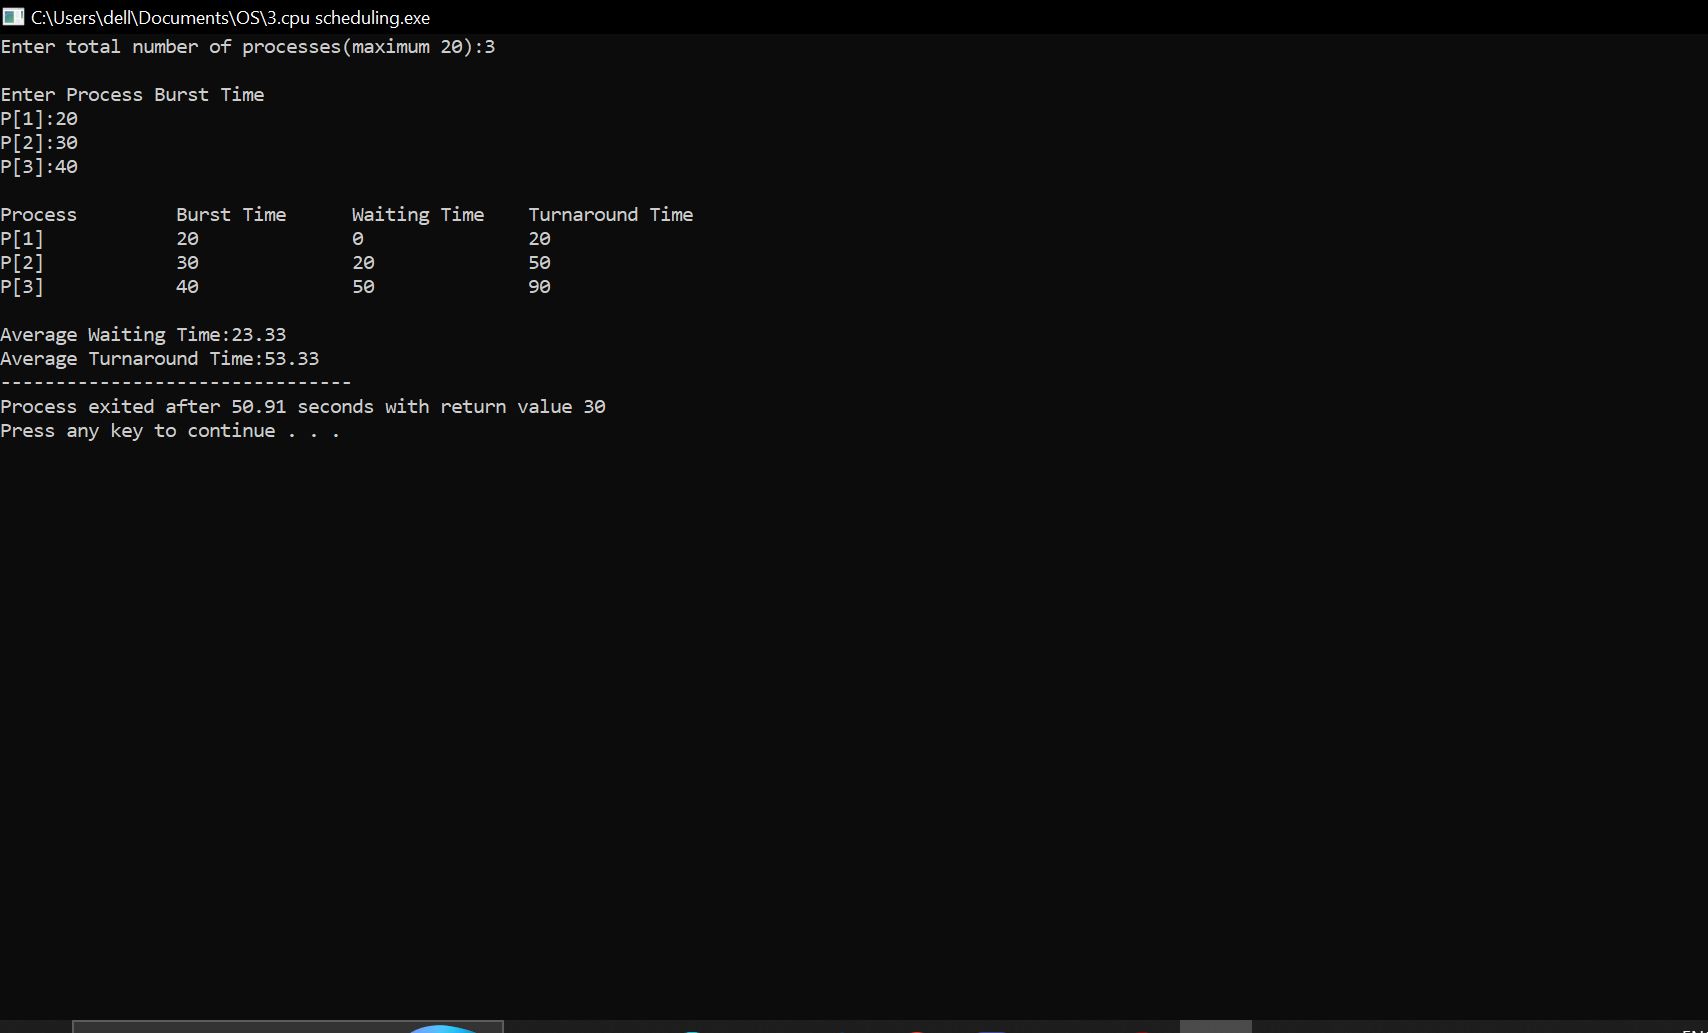 C:\Users\dell\Documents\OS\3.cpu scheduling.exe
Enter total number of processes(maximum 20):3
Enter Process Burst Time
P[1]:20
P[2]:30
P[3]:40
Process Burst Time Waiting Time Turnaround Time
P[1] 20 0 20
P[2] 30 20 50
P[3] 40 50 90
Average Waiting Time:23.33
Average Turnaround Time:53.33
--------------------------------
Process exited after 50.91 seconds with return value 30
Press any key to continue . . .